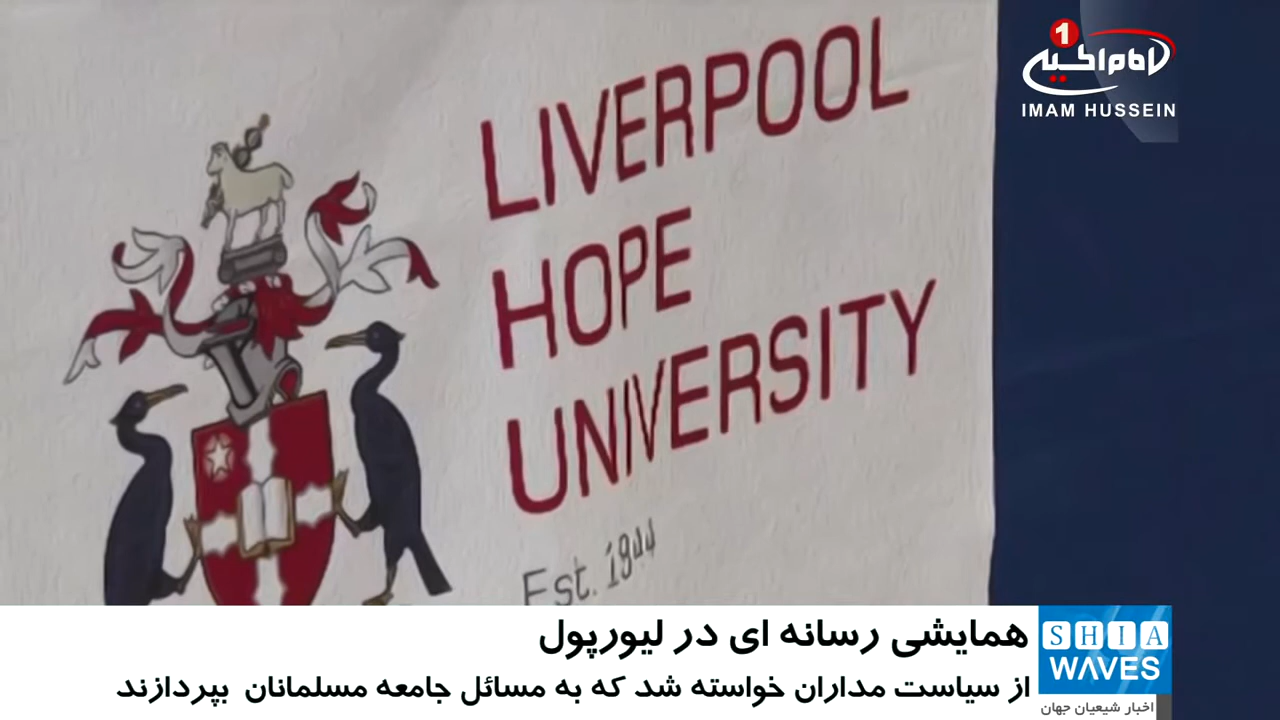 1
امام الحسین
IMAM HUSSEIN
LIVERPOOL
HOPE
UNIVERSITY
Est. 1844
همایشی رسانه ای در لیورپول
از سیاست مداران خواسته شد که به مسائل جامعه مسلمانان بپردازند
SHIA
WAVES
اخبار شیعیان جهان